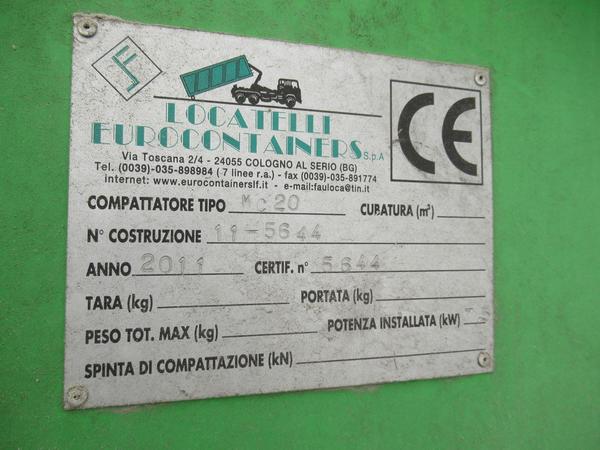 LF
LOCATELLI
EUROCONTAINERS S.p.A
Via Toscana 2/4 - 24055 COLOGNO AL SERIO (BG)
Tel. (0039)-035-898984 (7 linee r.a.) - fax (0039)-035-891774
internet: www.eurocontainerslf.it - e-mail:fauloca@tin.it
CE
COMPATTATORE TIPO MC20 CUBATURA (m³)
N° COSTRUZIONE 11-5644
ANNO 2011 CERTIF. n° 5644
TARA (kg) PORTATA (kg)
PESO TOT. MAX (kg) POTENZA INSTALLATA (kW)
SPINTA DI COMPATTAZIONE (kN)